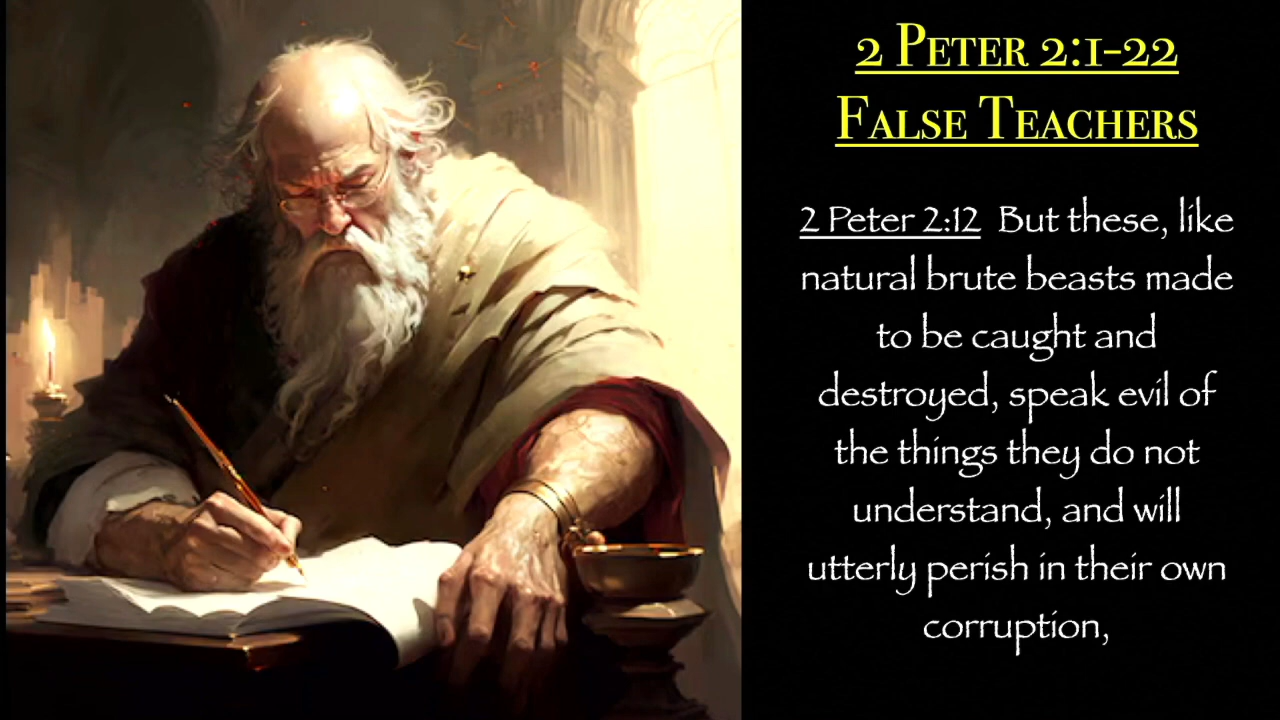 2 Peter 2:1-22
False Teachers
2 Peter 2:12 But these, like
natural brute beasts made
to be caught and
destroyed, speak evil of
the things they do not
understand, and will
utterly perish in their own
corruption,